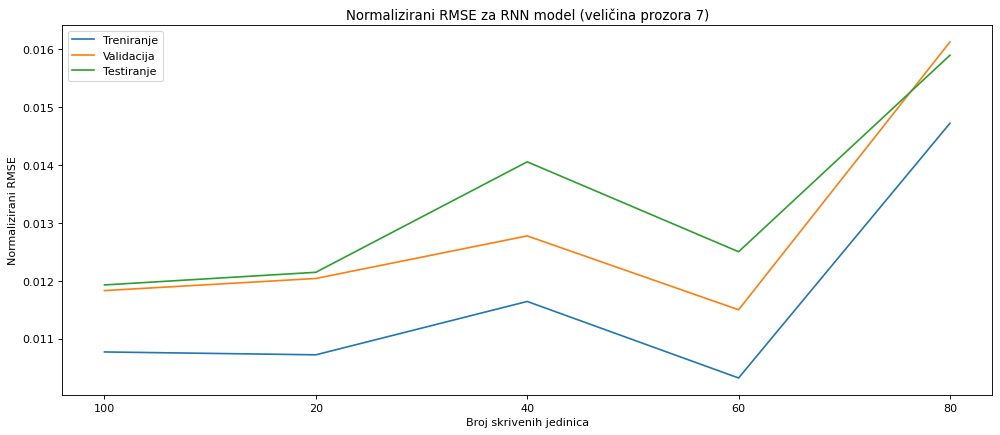 Normalizirani RMSE za RNN model (veličina prozora 7)
Treniranje
Validacija
Testiranje
Normalizirani RMSE
0.016
0.015
0.014
0.013
0.012
0.011
100 20 40 60 80
Broj skrivenih jedinica